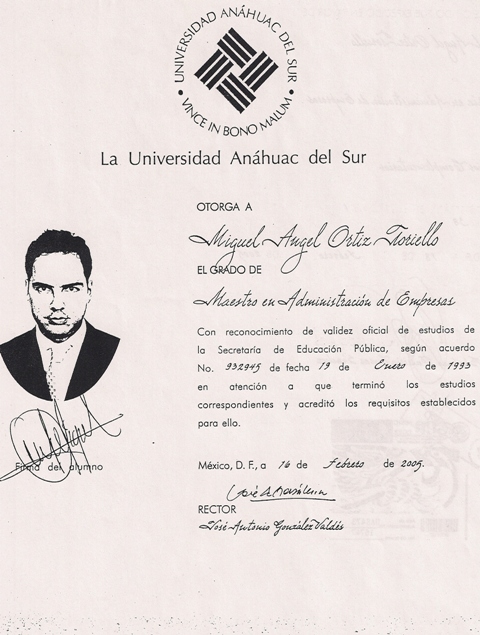 UNIVERSIDAD ANÁHUAC DEL SUR
• VINCE IN BONO MALUM •
La Universidad Anáhuac del Sur
OTORGA A
Miguel Angel Ortiz Toriello
EL GRADO DE
Maestro en Administración de Empresas
Con reconocimiento de validez oficial de estudios de
la Secretaría de Educación Pública, según acuerdo
No. 932945 de fecha 19 de Enero de 1993
en atención a que terminó los estudios
correspondientes y acreditó los requisitos establecidos
para ello.
Firma del alumno
México, D. F., a 16 de Febrero de 2005.
RECTOR
José Antonio González Valdés